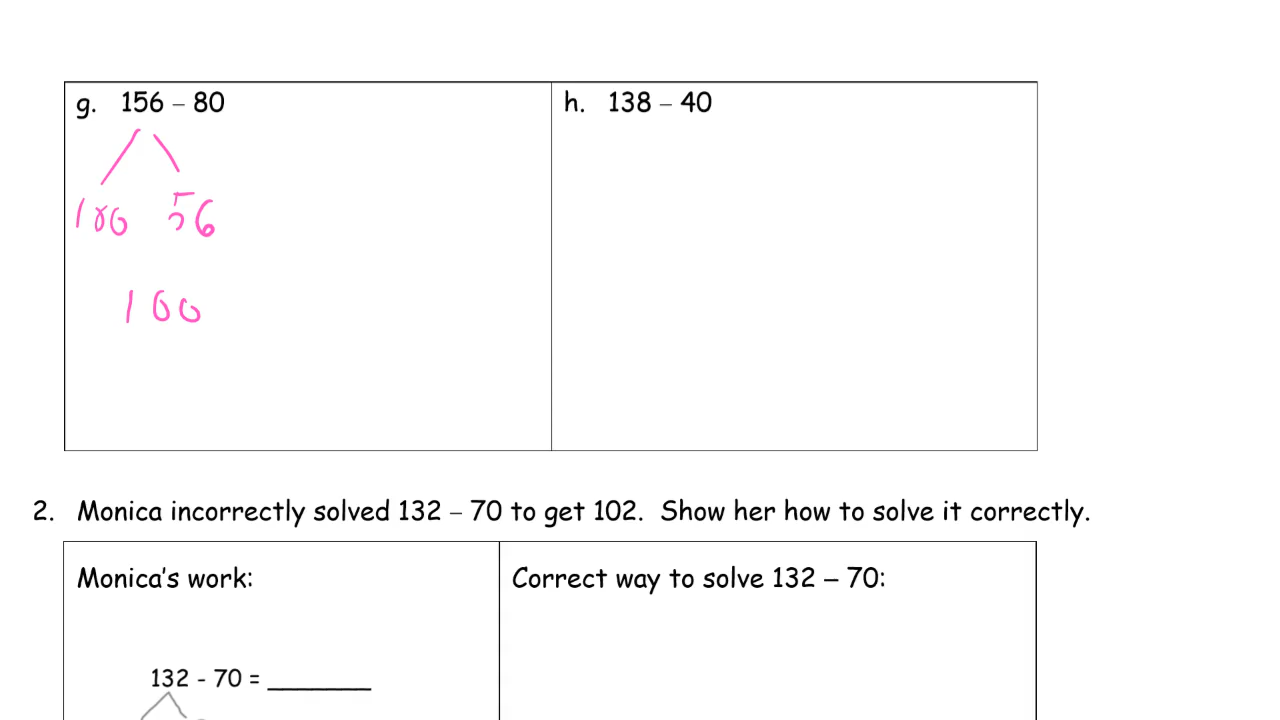 g. 156 – 80
h. 138 – 40
100 56
100
2. Monica incorrectly solved 132 – 70 to get 102. Show her how to solve it correctly.
Monica's work:
Correct way to solve 132 – 70:
132 - 70 = ________